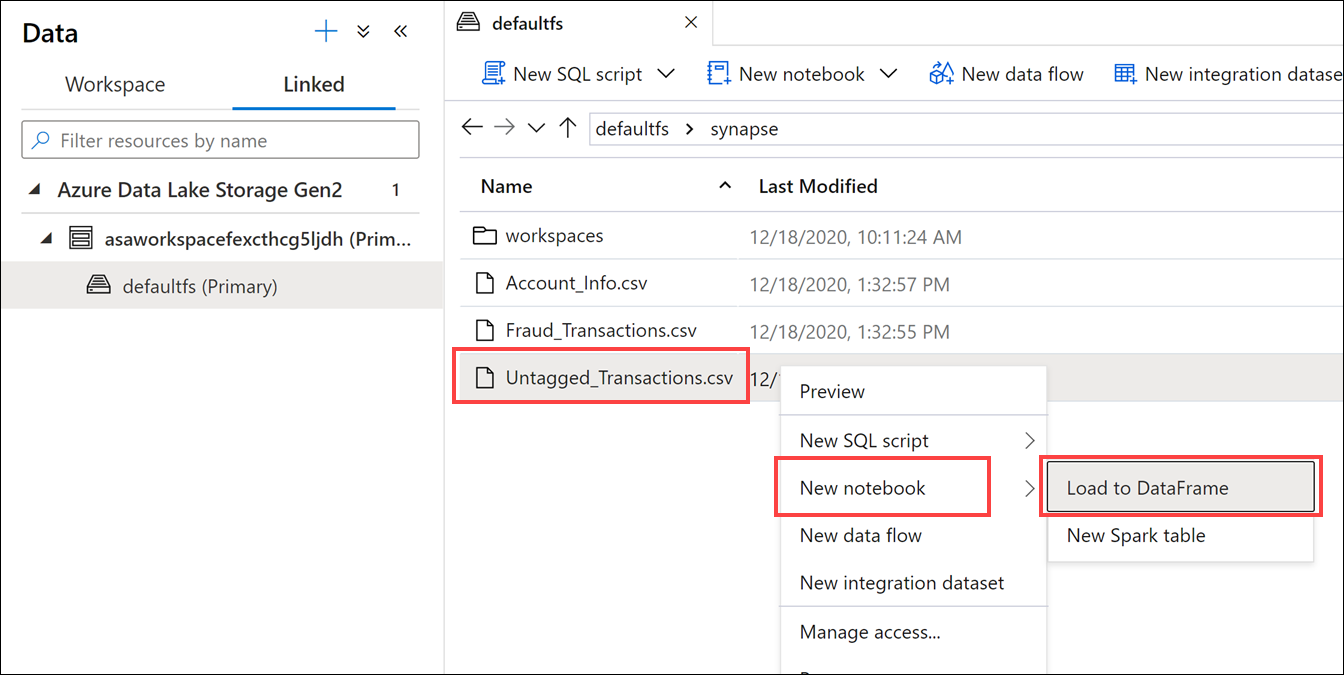 Data
Workspace
Linked
Filter resources by name
Azure Data Lake Storage Gen2 1
asaworkspacefexcthcg5ljdh (Prim...
defaultfs (Primary)
defaultfs
New SQL script
New notebook
New data flow
New integration datase
defaultfs
synapse
Name
Last Modified
workspaces 12/18/2020, 10:11:24 AM
Account_Info.csv 12/18/2020, 1:32:57 PM
Fraud_Transactions.csv 12/18/2020, 1:32:55 PM
Untagged_Transactions.csv 12/
Preview
New SQL script
New notebook
New data flow
New integration dataset
Manage access...
Load to DataFrame
New Spark table